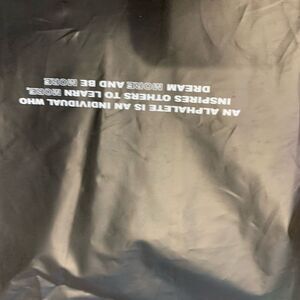 AN ALPHALETE IS AN INDIVIDUAL WHO
INSPIRES OTHERS TO LEARN MORE,
DREAM MORE AND BE MORE